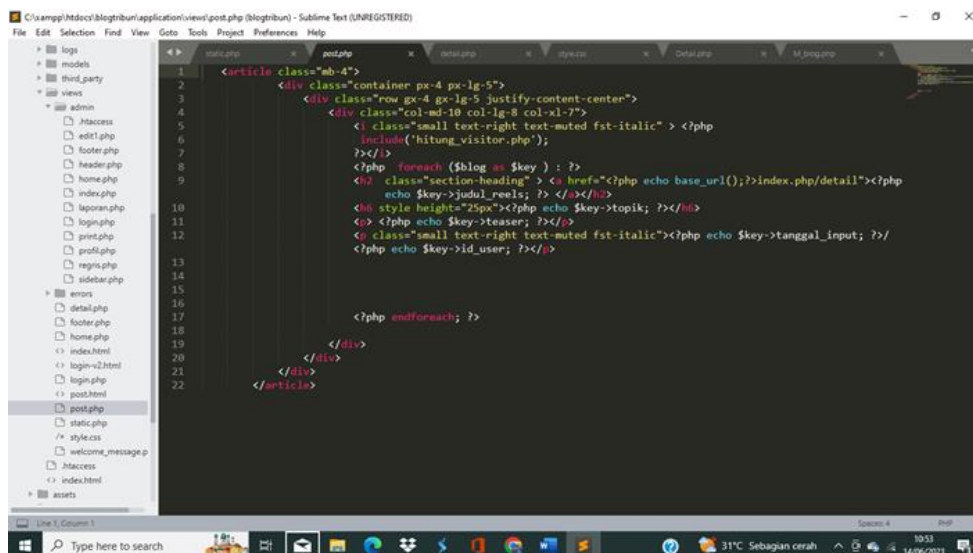 C:\xampp\htdocs\blogtribun\application\views\post.php (blogtribun) - Sublime Text (UNREGISTERED)
File Edit Selection Find View Goto Tools Project Preferences Help
static.php post.php detail.php style.css Detail.php M_blog.php
logs
models
third_party
views
admin
.htaccess
edit1.php
footer.php
header.php
home.php
index.php
laporan.php
login.php
print.php
profil.php
regris.php
sidebar.php
errors
detail.php
footer.php
home.php
index.html
login-v2.html
login.php
post.html
post.php
static.php
style.css
welcome_message.p
.htaccess
index.html
assets
1 <article class="mb-4">
2 <div class="container px-4 px-lg-5">
3 <div class="row gx-4 gx-lg-5 justify-content-center">
4 <div class="col-md-10 col-lg-8 col-xl-7">
5 <i class="small text-right text-muted fst-italic" > <?php
6 include('hitung_visitor.php');
7 ?></i>
8 <?php foreach ($blog as $key ) : ?>
9 <h2 class="section-heading" > <a href="<?php echo base_url();?>index.php/detail"><?php
echo $key->judul_reels; ?> </a></h2>
10 <h6 style height="25px"><?php echo $key->topik; ?></h6>
11 <p> <?php echo $key->teaser; ?></p>
12 <p class="small text-right text-muted fst-italic"><?php echo $key->tanggal_input; ?>/
<?php echo $key->id_user; ?></p>
13
14
15
16
17 <?php endforeach; ?>
18
19 </div>
20 </div>
21 </div>
22 </article>
Line 1, Column 1 Spaces: 4 PHP
Type here to search 31°C Sebagian cerah 10:53
14/06/2023